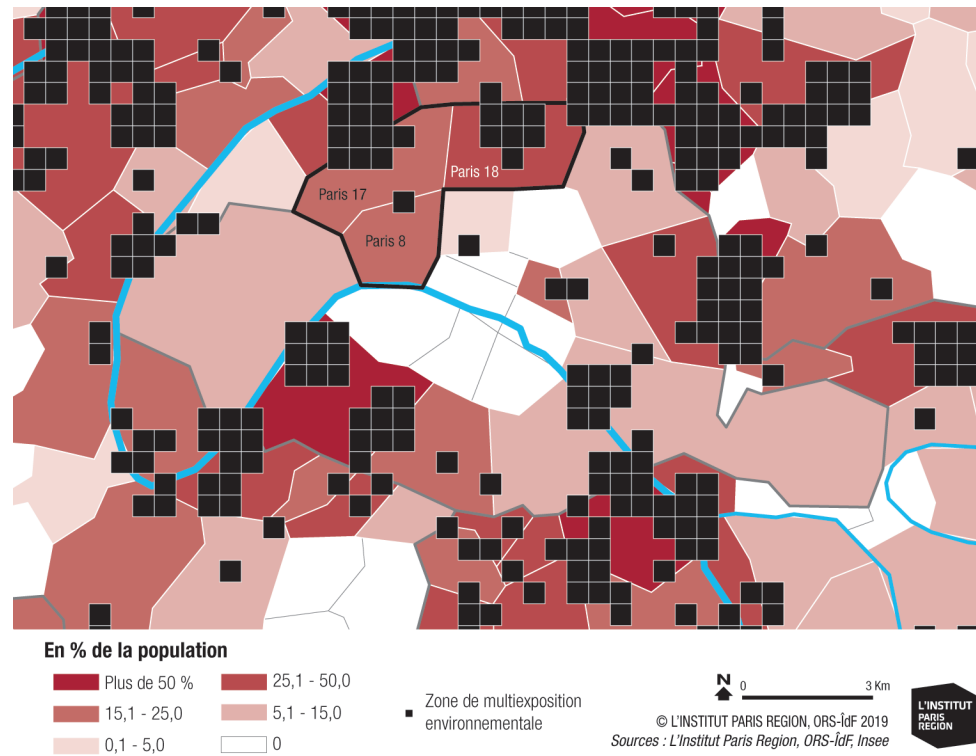 Paris 18
Paris 17
Paris 8
En % de la population
Plus de 50 %
25,1 - 50,0
15,1 - 25,0
5,1 - 15,0
0,1 - 5,0
0
Zone de multiexposition
environnementale
N
0
3 Km
© L'INSTITUT PARIS REGION, ORS-ÎdF 2019
Sources : L'Institut Paris Region, ORS-ÎdF, Insee
L'INSTITUT
PARIS
REGION